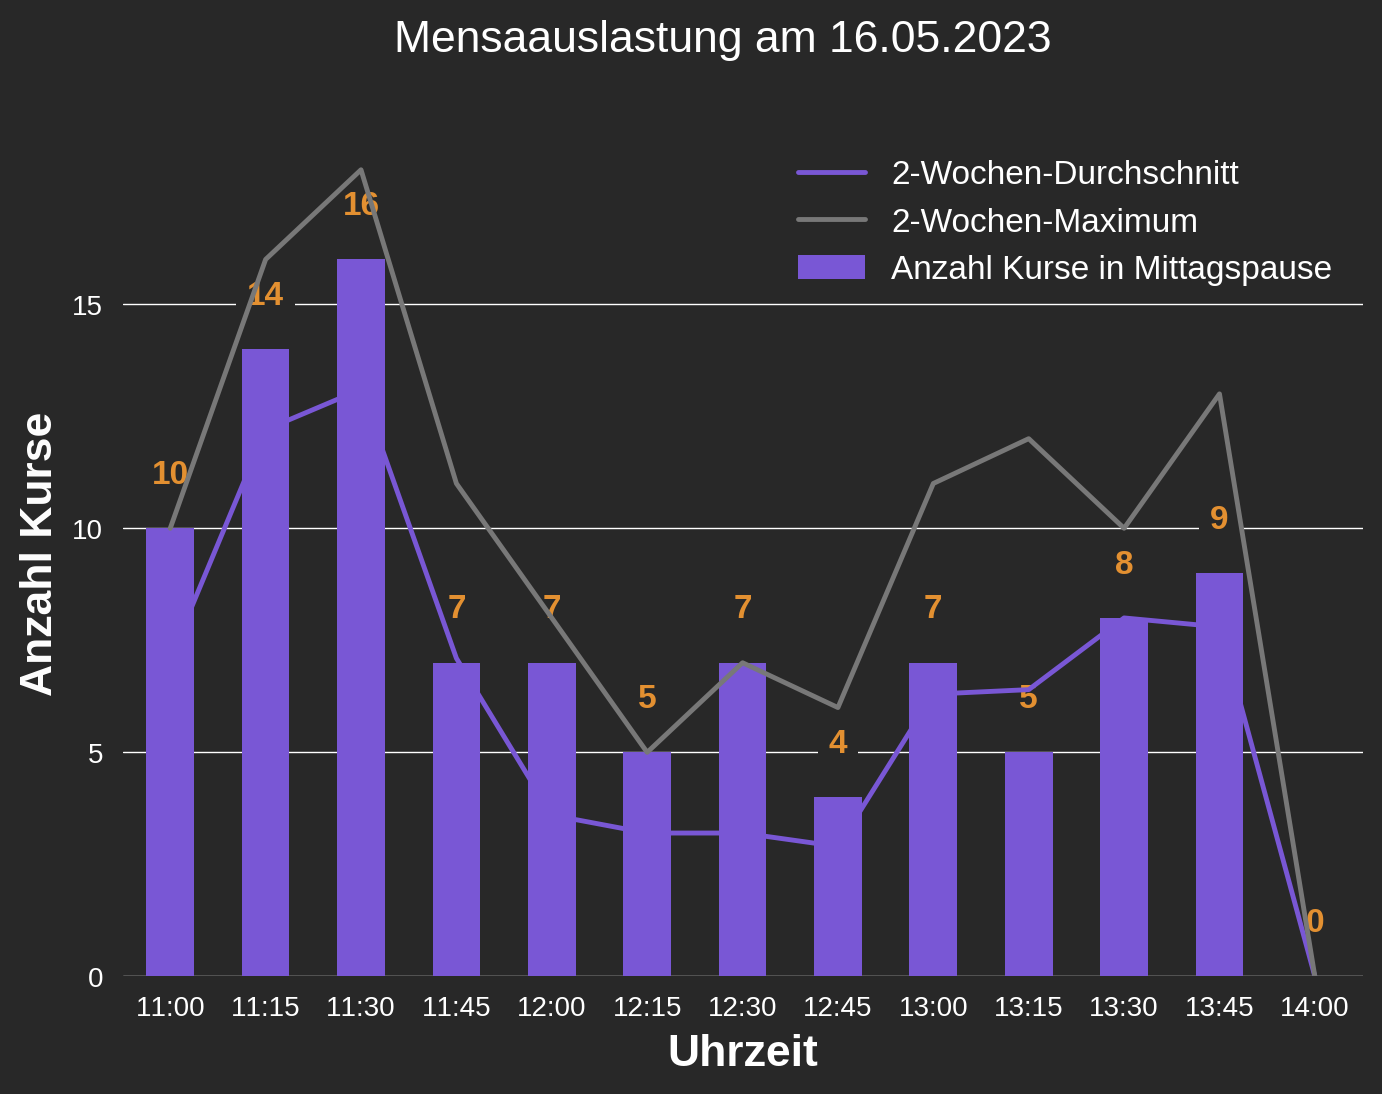 Mensaauslastung am 16.05.2023
2-Wochen-Durchschnitt
2-Wochen-Maximum
Anzahl Kurse in Mittagspause
Anzahl Kurse
15
10
5
0
10
14
16
7
7
5
7
4
7
5
8
9
0
11:00 11:15 11:30 11:45 12:00 12:15 12:30 12:45 13:00 13:15 13:30 13:45 14:00
Uhrzeit